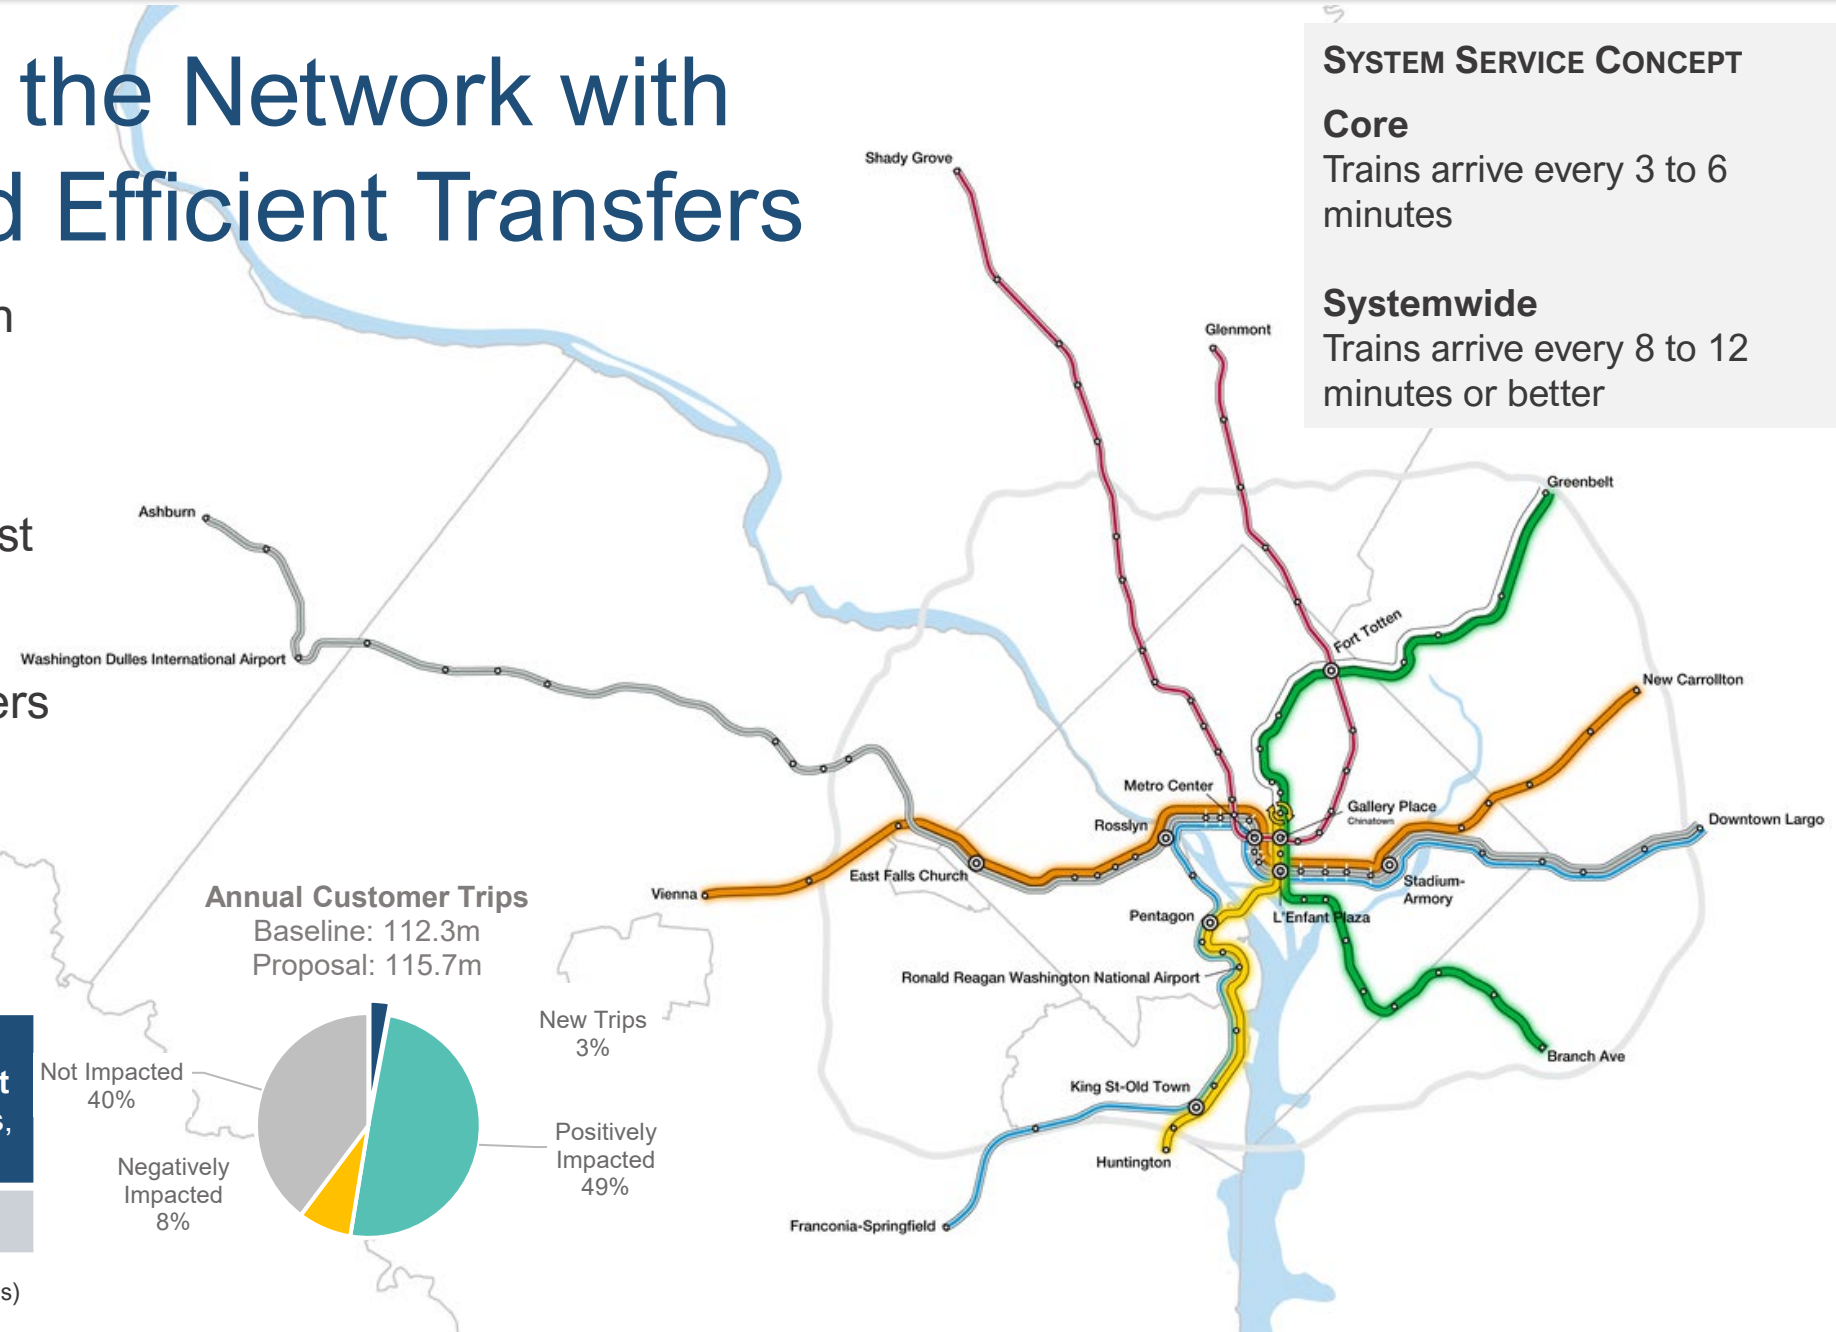 the Network with
d Efficient Transfers
n
st
ers
t
s,
s)
SYSTEM SERVICE CONCEPT
Core
Trains arrive every 3 to 6
minutes
Systemwide
Trains arrive every 8 to 12
minutes or better
Shady Grove
Glenmont
Greenbelt
Ashburn
Fort Totten
Washington Dulles International Airport
New Carrollton
Metro Center
Gallery Place
Chinatown
Downtown Largo
Rosslyn
East Falls Church
Vienna
Stadium-
Armory
Pentagon
L'Enfant Plaza
Ronald Reagan Washington National Airport
Branch Ave
King St-Old Town
Huntington
Franconia-Springfield
Annual Customer Trips
Baseline: 112.3m
Proposal: 115.7m
New Trips
3%
Not Impacted
40%
Positively
Impacted
49%
Negatively
Impacted
8%